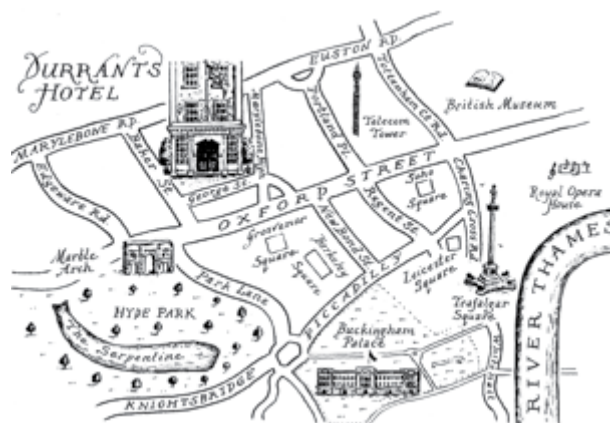 DURRANTS
HOTEL
EUSTON RD
Tottenham Ct Rd
British Museum
Telecom
Tower
Portland Pl.
MARYLEBONE RD
Baker St.
Edgeware Rd
George St.
OXFORD STREET
Soho
Square
Charing Cross Rd
Royal Opera
House
Regent St.
New Bond St.
Grosvenor
Square
Berkeley
Square
Leicester
Square
Marble
Arch
Park Lane
PICCADILLY
Trafalgar
Square
HYDE PARK
The Serpentine
Buckingham
Palace
Whitehall
RIVER THAMES
KNIGHTSBRIDGE